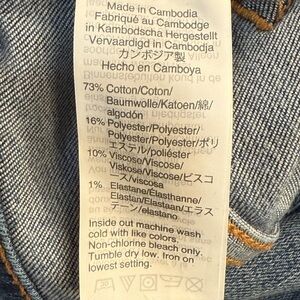 Made in Cambodia
Fabriqué au Cambodge
in Kambodscha Hergestellt
Vervaardigd in Cambodja
カンボジア製
Hecho en Camboya
73% Cotton/Coton/
Baumwolle/Katoen/綿/
algodón
16% Polyester/Polyester/
Polyester/Polyester/ポリ
エステル/poliéster
10% Viscose/Viscose/
Viskose/Viscose/ビスコ
ース/viscosa
1% Elastane/Élasthanne/
Elastan/Elastaan/エラス
テーン/elastano
Inside out machine wash
cold with like colors.
Non-chlorine bleach only.
Tumble dry low. Iron on
lowest setting.